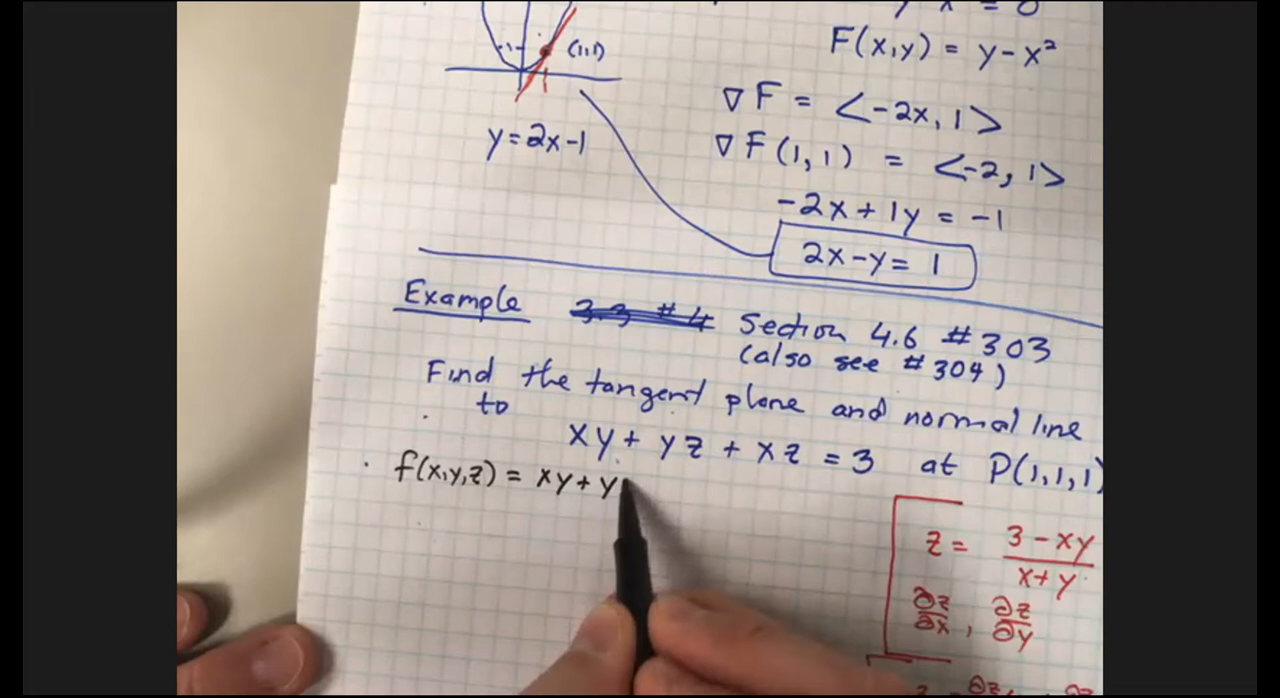 F(x,y) = y-x²
(1,1)
∇F = <-2x, 1>
y=2x-1
∇F(1,1) = <-2, 1>
-2x+1y = -1
2x-y= 1
Example 3.3 #4 Section 4.6 #303
(also see #304)
Find the tangent plane and normal line
to
xy+ yz + xz = 3 at P(1,1,1)
f(x,y,z) = xy+y
z= 3-xy / x+y
∂z/∂x , ∂z/∂y